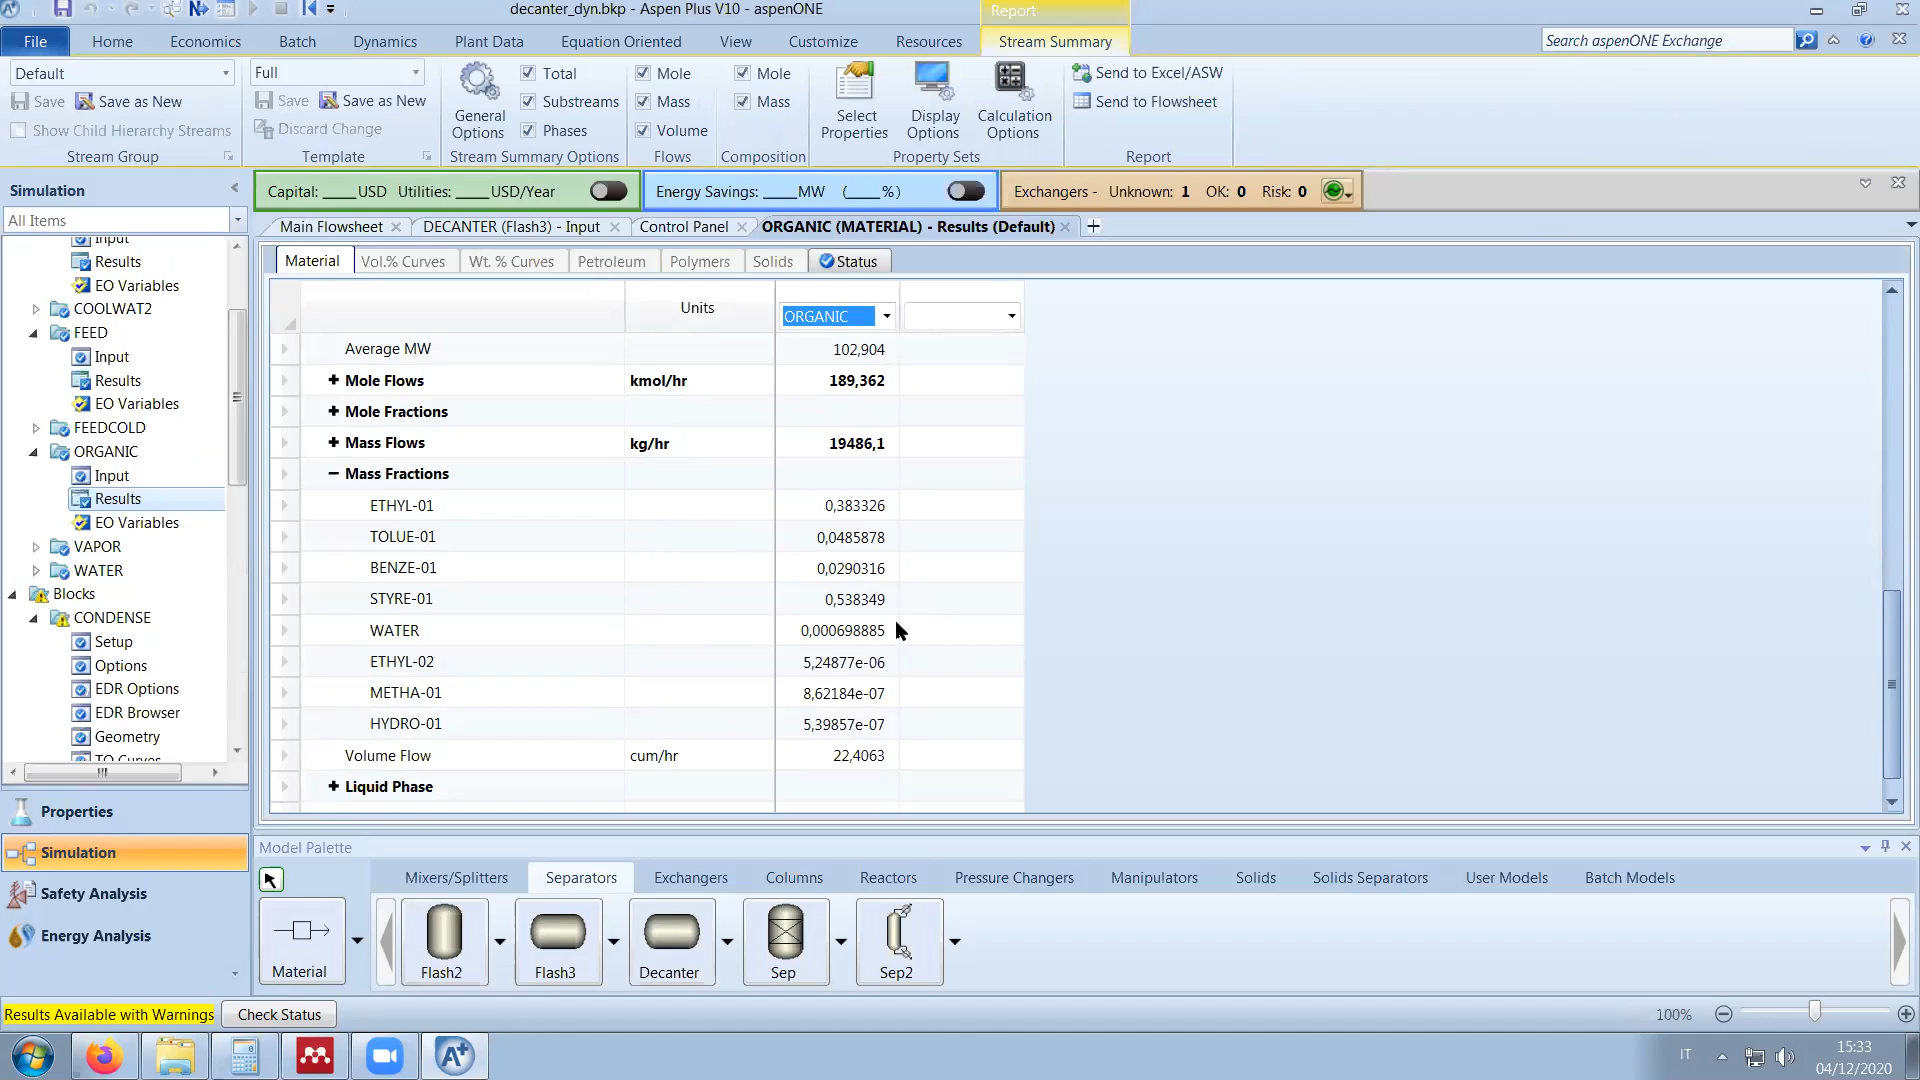 decanter_dyn.bkp - Aspen Plus V10 - aspenONE
Report
File Home Economics Batch Dynamics Plant Data Equation Oriented View Customize Resources Stream Summary
Search aspenONE Exchange
Default
Save Save as New
Show Child Hierarchy Streams
Stream Group
Full
Save Save as New
Discard Change
Template
General Options
Total
Substreams
Phases
Stream Summary Options
Mole
Mass
Volume
Flows
Mole
Mass
Composition
Select Properties
Display Options
Calculation Options
Property Sets
Send to Excel/ASW
Send to Flowsheet
Report
Simulation
Capital: ____USD Utilities: ____USD/Year
Energy Savings: ____MW (____%)
Exchangers - Unknown: 1 OK: 0 Risk: 0
All Items
Main Flowsheet
DECANTER (Flash3) - Input
Control Panel
ORGANIC (MATERIAL) - Results (Default)
Input
Results
EO Variables
COOLWAT2
FEED
Input
Results
EO Variables
FEEDCOLD
ORGANIC
Input
Results
EO Variables
VAPOR
WATER
Blocks
CONDENSE
Setup
Options
EDR Options
EDR Browser
Geometry
TQ Curves
Material Vol.% Curves Wt. % Curves Petroleum Polymers Solids Status
Units ORGANIC
Average MW 102,904
Mole Flows kmol/hr 189,362
Mole Fractions
Mass Flows kg/hr 19486,1
Mass Fractions
ETHYL-01 0,383326
TOLUE-01 0,0485878
BENZE-01 0,0290316
STYRE-01 0,538349
WATER 0,000698885
ETHYL-02 5,24877e-06
METHA-01 8,62184e-07
HYDRO-01 5,39857e-07
Volume Flow cum/hr 22,4063
Liquid Phase
Properties
Simulation
Safety Analysis
Energy Analysis
Model Palette
Mixers/Splitters Separators Exchangers Columns Reactors Pressure Changers Manipulators Solids Solids Separators User Models Batch Models
Material Flash2 Flash3 Decanter Sep Sep2
Results Available with Warnings Check Status
100%
IT
15:33
04/12/2020